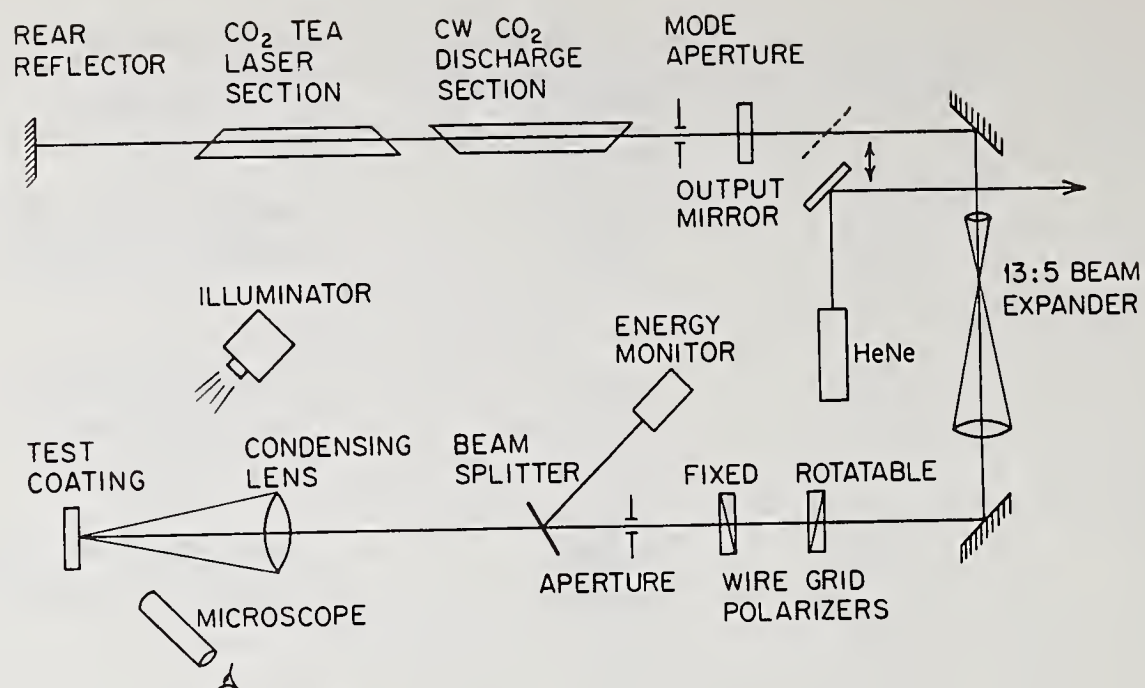 REAR
REFLECTOR
CO2 TEA
LASER
SECTION
CW CO2
DISCHARGE
SECTION
MODE
APERTURE
OUTPUT
MIRROR
13:5 BEAM
EXPANDER
HeNe
ILLUMINATOR
ENERGY
MONITOR
TEST
COATING
CONDENSING
LENS
BEAM
SPLITTER
FIXED
ROTATABLE
APERTURE
WIRE GRID
POLARIZERS
MICROSCOPE